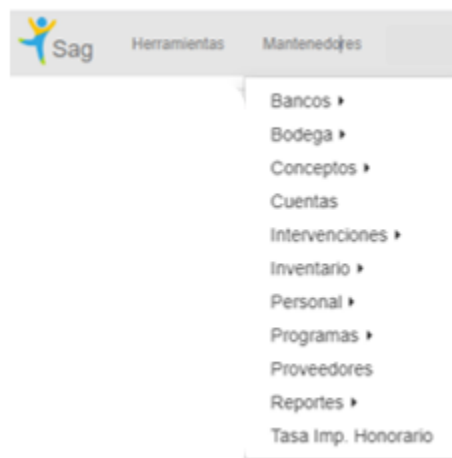 Sag Herramientas Mantenedores
Bancos
Bodega
Conceptos
Cuentas
Intervenciones
Inventario
Personal
Programas
Proveedores
Reportes
Tasa Imp. Honorario